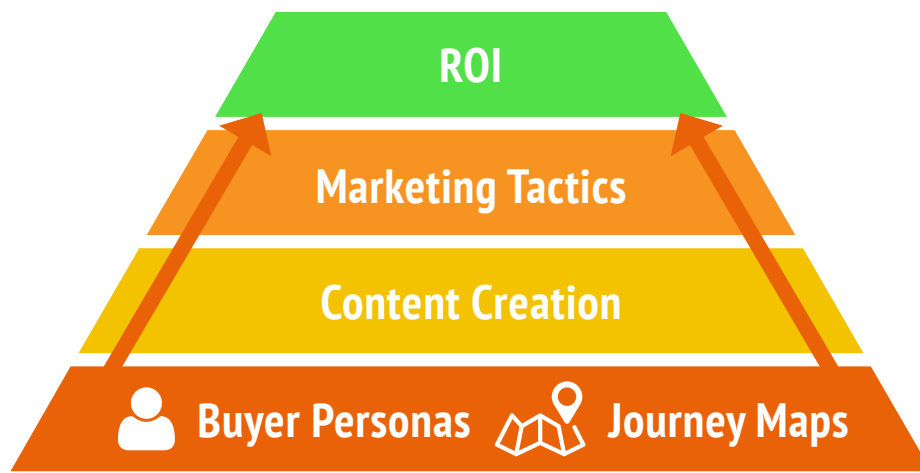 ROI
Marketing Tactics
Content Creation
Buyer Personas Journey Maps